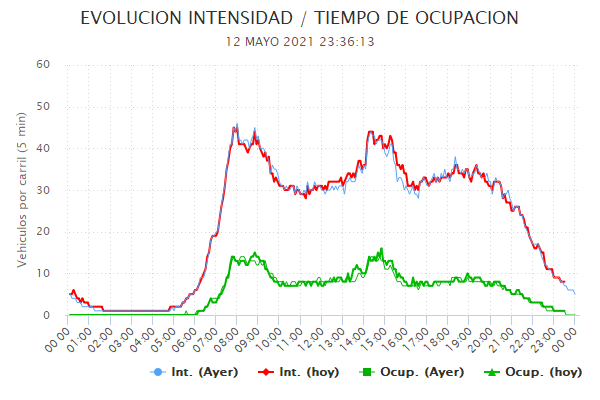 EVOLUCION INTENSIDAD / TIEMPO DE OCUPACION
12 MAYO 2021 23:36:13
Vehiculos por carril (5 min)
60
50
40
30
20
10
0
00:00 01:00 02:00 03:00 04:00 05:00 06:00 07:00 08:00 09:00 10:00 11:00 12:00 13:00 14:00 15:00 16:00 17:00 18:00 19:00 20:00 21:00 22:00 23:00 00:00
Int. (Ayer) Int. (hoy) Ocup. (Ayer) Ocup. (hoy)